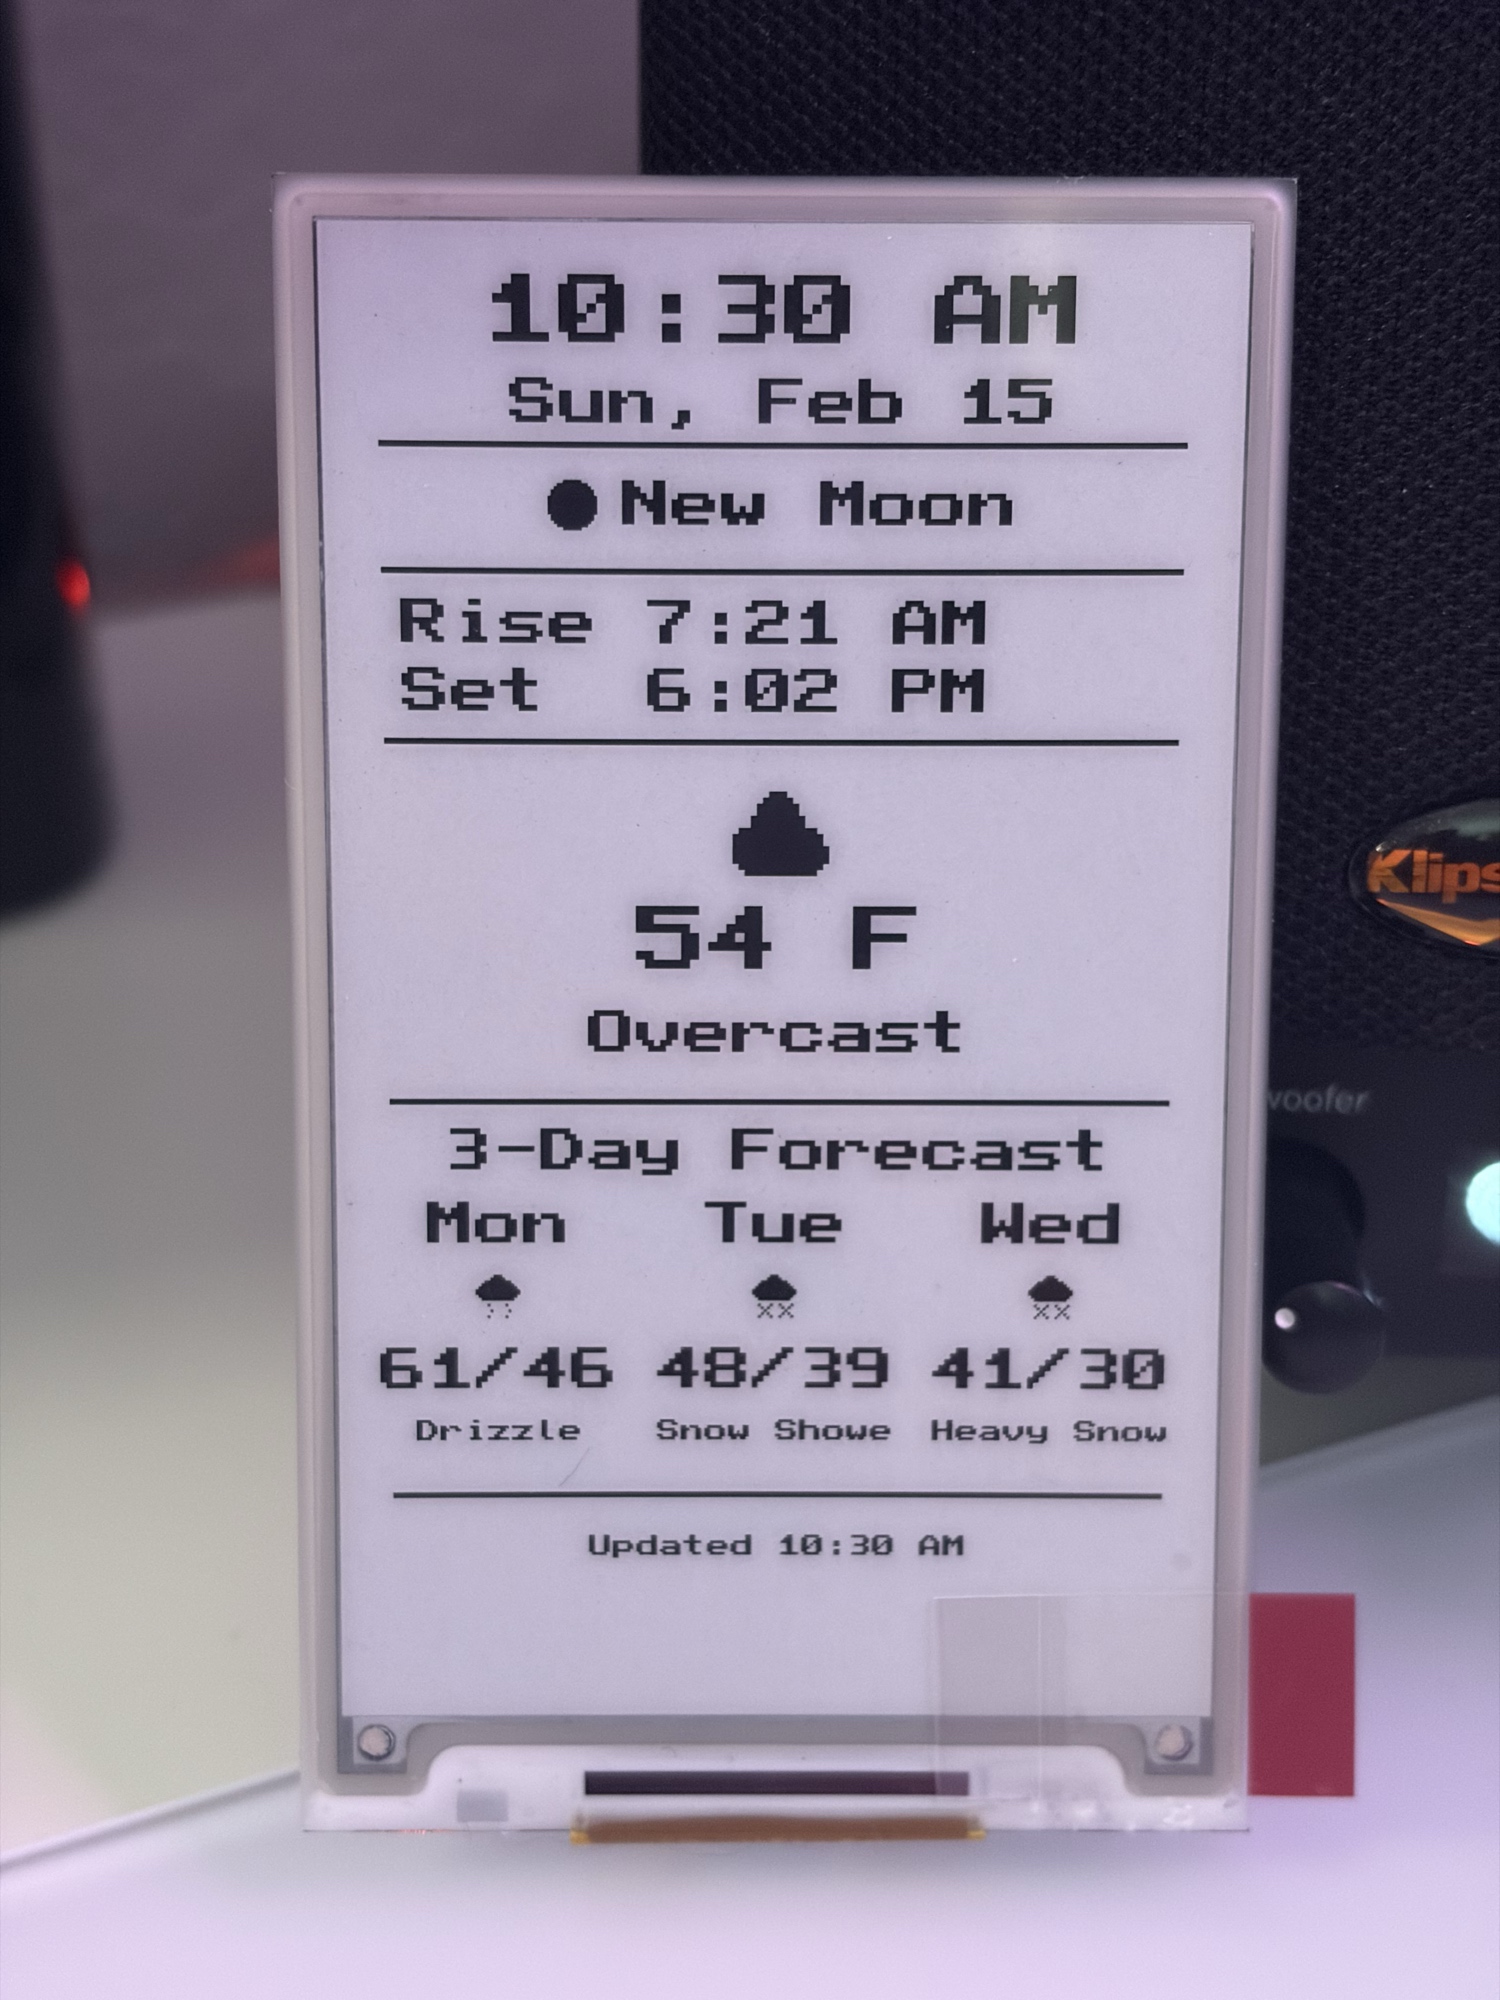 10:30 AM
Sun, Feb 15
New Moon
Rise 7:21 AM
Set 6:02 PM
54 F
Overcast
3-Day Forecast
Mon Tue Wed
61/46 48/39 41/30
Drizzle Snow Showe Heavy Snow
Updated 10:30 AM
Klips
woofer